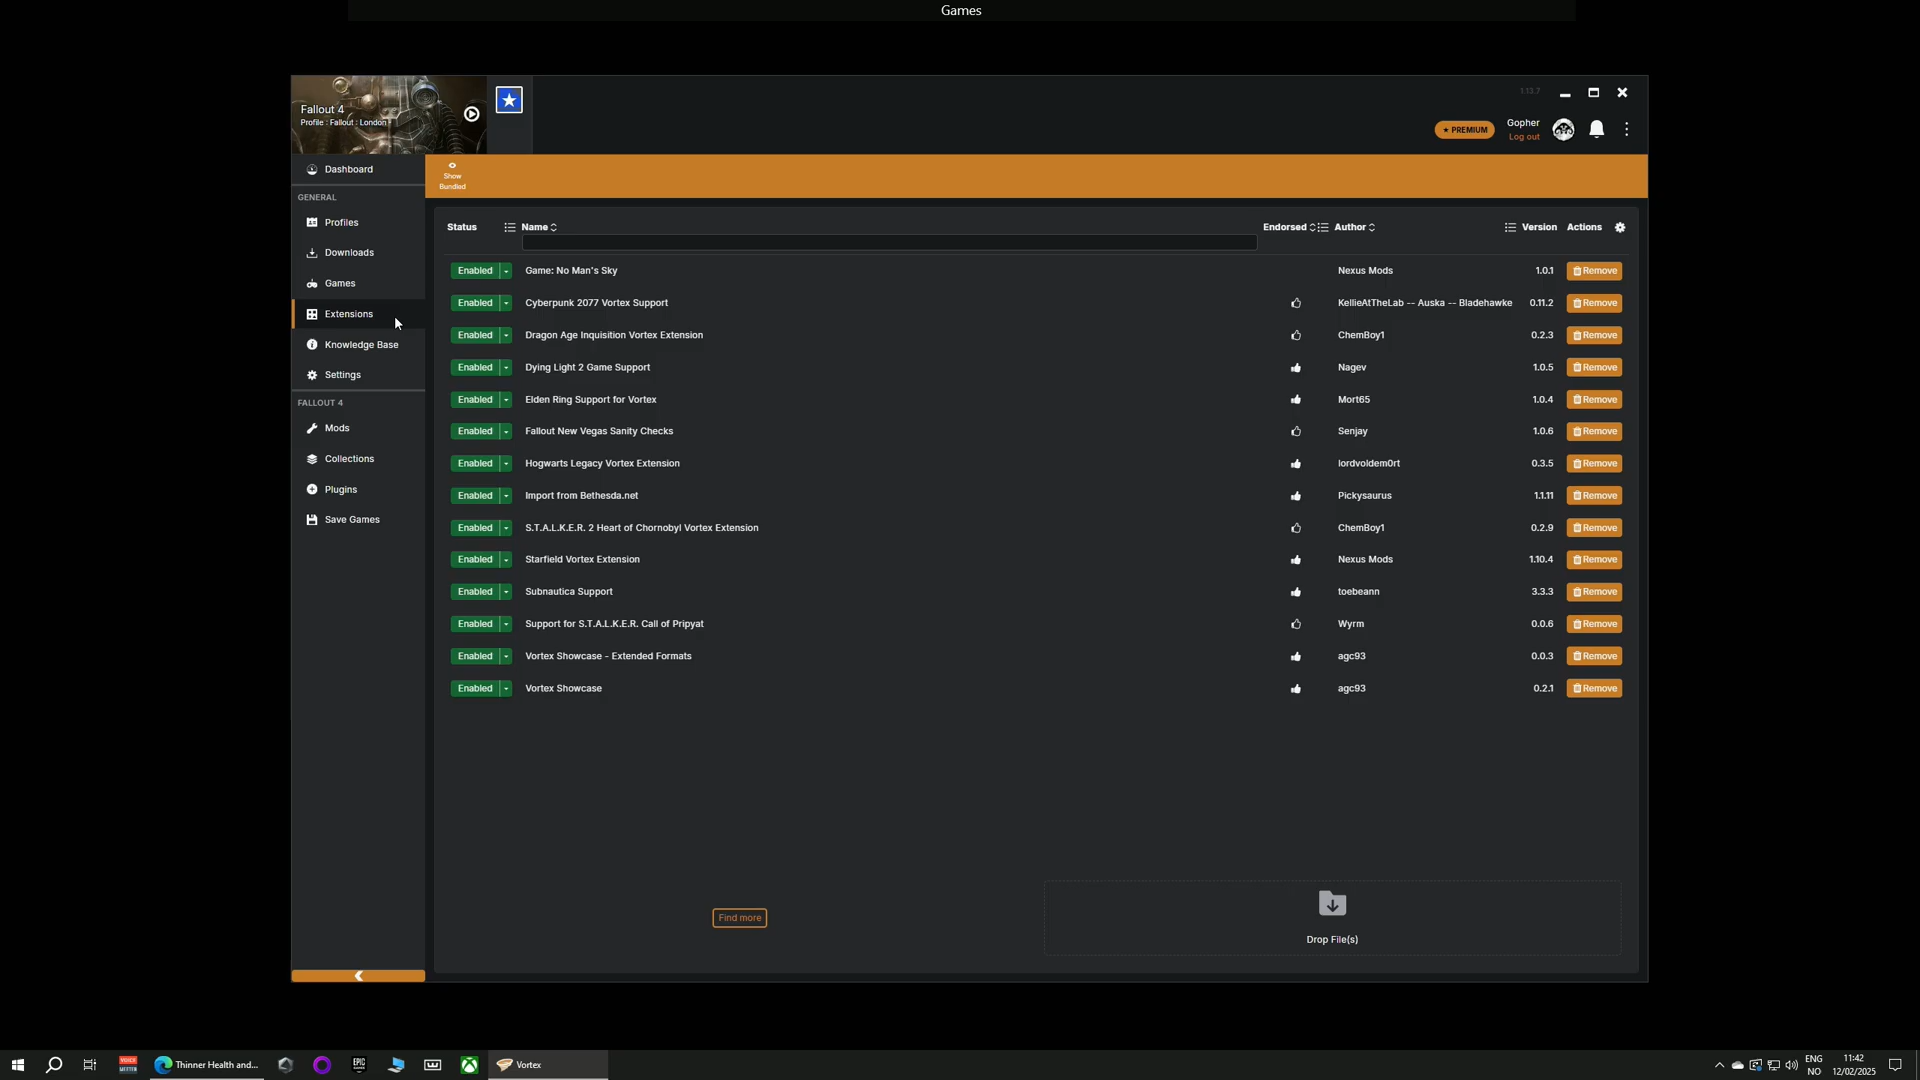 Games
Fallout 4
Profile : Fallout : London
1.13.7
PREMIUM
Gopher
Log out
Dashboard
Show
Bundled
GENERAL
Profiles
Downloads
Games
Extensions
Knowledge Base
Settings
FALLOUT 4
Mods
Collections
Plugins
Save Games
Status Name Endorsed Author Version Actions
Enabled Game: No Man's Sky Nexus Mods 1.0.1 Remove
Enabled Cyberpunk 2077 Vortex Support KellieAtTheLab -- Auska -- Bladehawke 0.11.2 Remove
Enabled Dragon Age Inquisition Vortex Extension ChemBoy1 0.2.3 Remove
Enabled Dying Light 2 Game Support Nagev 1.0.5 Remove
Enabled Elden Ring Support for Vortex Mort65 1.0.4 Remove
Enabled Fallout New Vegas Sanity Checks Senjay 1.0.6 Remove
Enabled Hogwarts Legacy Vortex Extension lordvoldem0rt 0.3.5 Remove
Enabled Import from Bethesda.net Pickysaurus 1.1.11 Remove
Enabled S.T.A.L.K.E.R. 2 Heart of Chornobyl Vortex Extension ChemBoy1 0.2.9 Remove
Enabled Starfield Vortex Extension Nexus Mods 1.10.4 Remove
Enabled Subnautica Support toebeann 3.3.3 Remove
Enabled Support for S.T.A.L.K.E.R. Call of Pripyat Wyrm 0.0.6 Remove
Enabled Vortex Showcase - Extended Formats agc93 0.0.3 Remove
Enabled Vortex Showcase agc93 0.2.1 Remove
Find more
Drop File(s)
Thinner Health and...
EPIC
Vortex
ENG
NO
11:42
12/02/2025